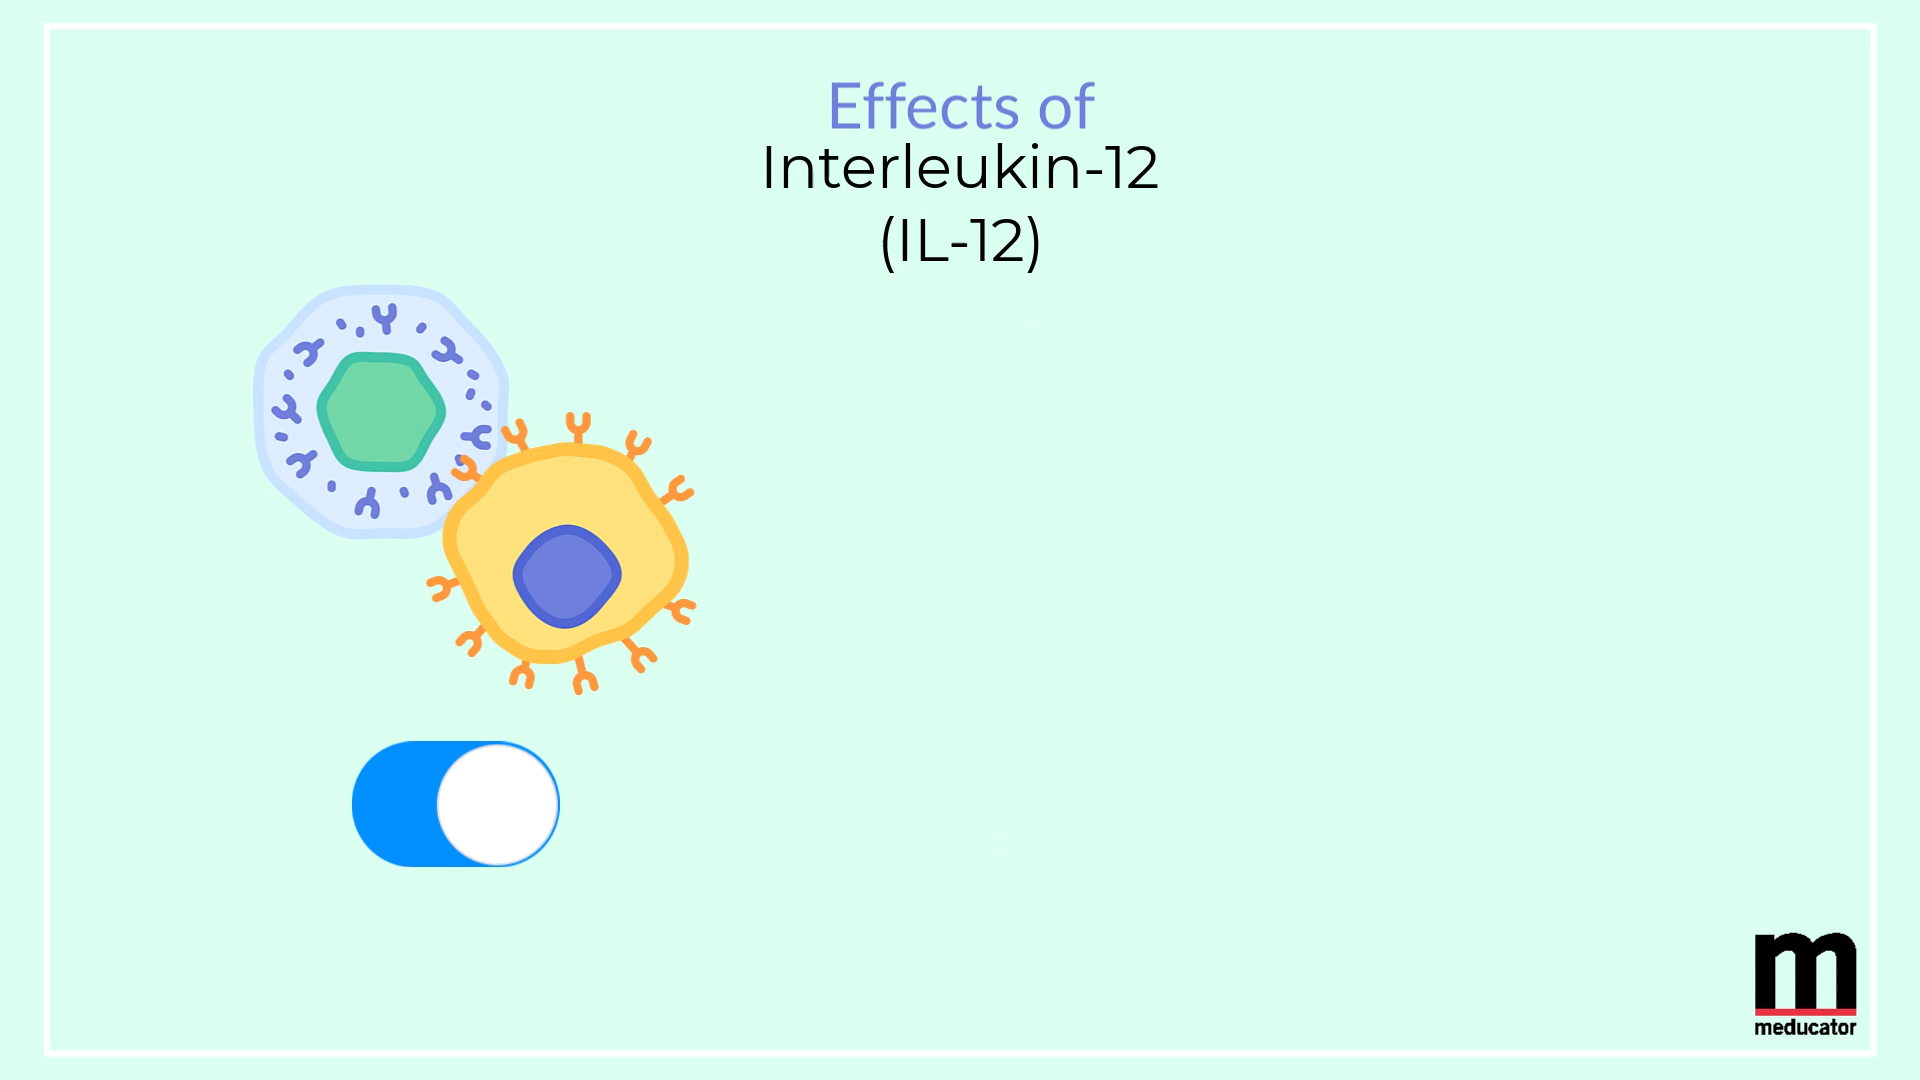 Effects of
Interleukin-12
(IL-12)
m
meducator